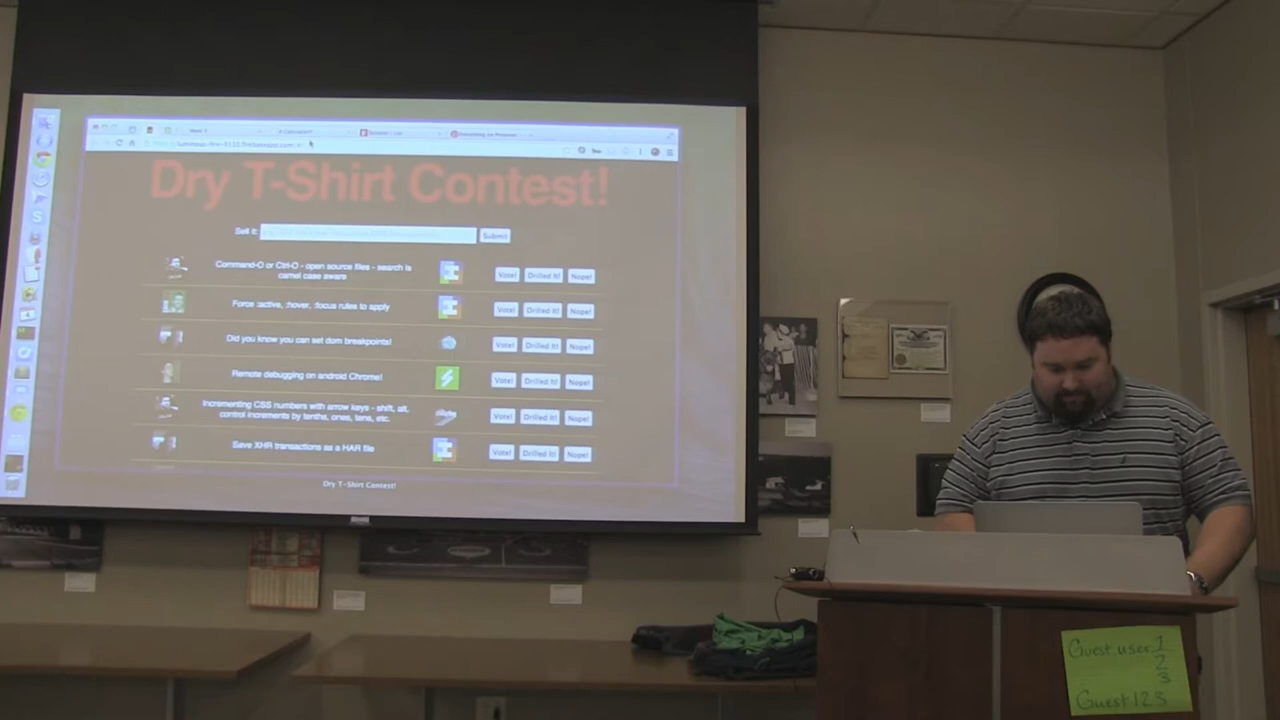 Dry T-Shirt Contest!
Sell it:
Submit
Command-O or Ctrl-O - open source files - search is
camel case aware
Vote! Drilled It! Nope!
Force :active, :hover, :focus rules to apply
Vote! Drilled It! Nope!
Did you know you can set dom breakpoints!
Vote! Drilled It! Nope!
Remote debugging on android Chrome!
Vote! Drilled It! Nope!
Incrementing CSS numbers with arrow keys - shift, alt,
control increments by tenths, ones, tens, etc.
Vote! Drilled It! Nope!
Save XHR transactions as a HAR file
Vote! Drilled It! Nope!
Dry T-Shirt Contest!
Guest.user1
2
3
Guest123